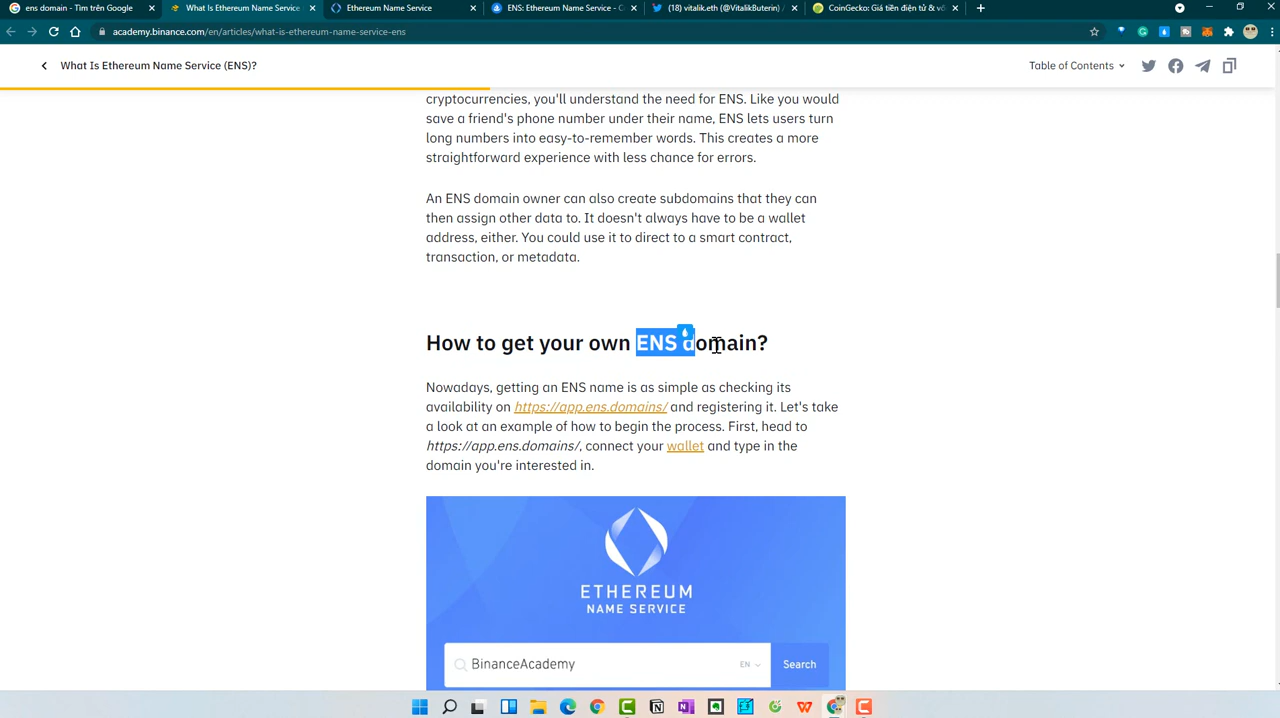 ens domain - Tìm trên Google
What Is Ethereum Name Service
Ethereum Name Service
ENS: Ethereum Name Service - C
(18) vitalik.eth (@VitalikButerin) /
CoinGecko: Giá tiền điện tử & vố
academy.binance.com/en/articles/what-is-ethereum-name-service-ens
What Is Ethereum Name Service (ENS)?
Table of Contents
cryptocurrencies, you'll understand the need for ENS. Like you would
save a friend's phone number under their name, ENS lets users turn
long numbers into easy-to-remember words. This creates a more
straightforward experience with less chance for errors.
An ENS domain owner can also create subdomains that they can
then assign other data to. It doesn't always have to be a wallet
address, either. You could use it to direct to a smart contract,
transaction, or metadata.
How to get your own ENS domain?
Nowadays, getting an ENS name is as simple as checking its
availability on https://app.ens.domains/ and registering it. Let's take
a look at an example of how to begin the process. First, head to
https://app.ens.domains/, connect your wallet and type in the
domain you're interested in.
ETHEREUM
NAME SERVICE
BinanceAcademy
EN
Search